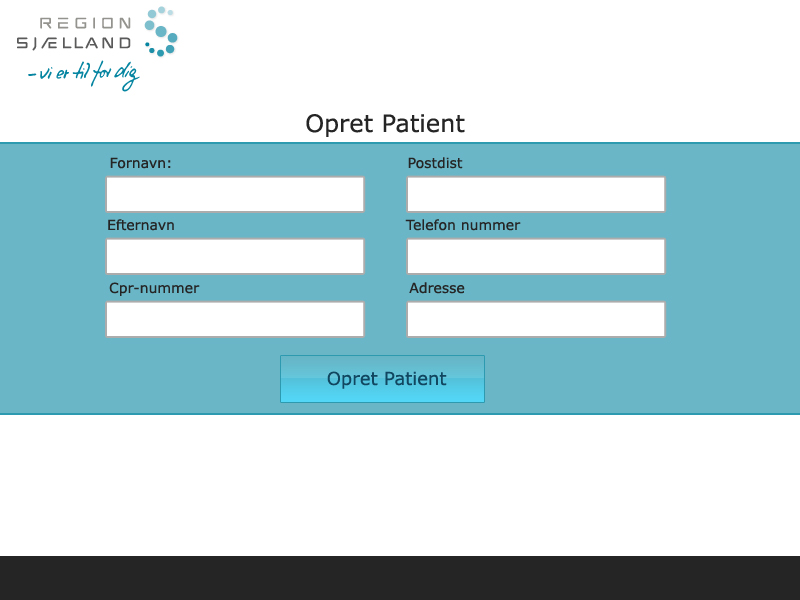 REGION
SJÆLLAND
- vi er til for dig
Opret Patient
Fornavn:
Postdist
Efternavn
Telefon nummer
Cpr-nummer
Adresse
Opret Patient